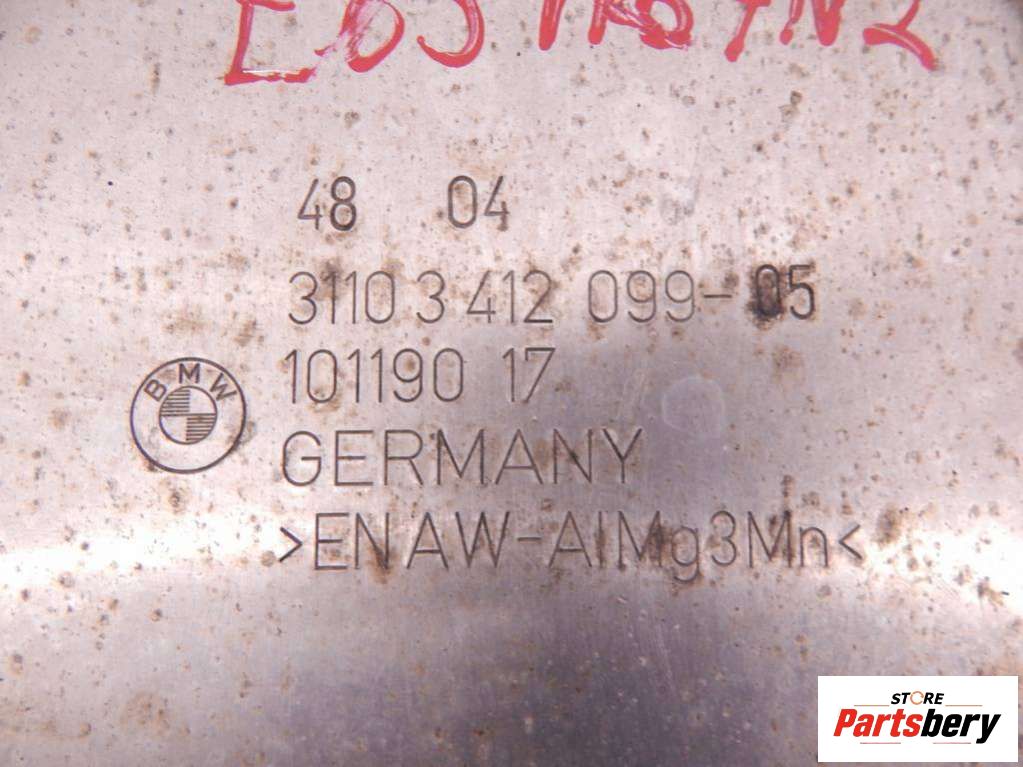 48 04
3110 3 412 099-05
101190 17
BMW
GERMANY
>EN AW-AlMg3Mn<
STORE
Partsbery